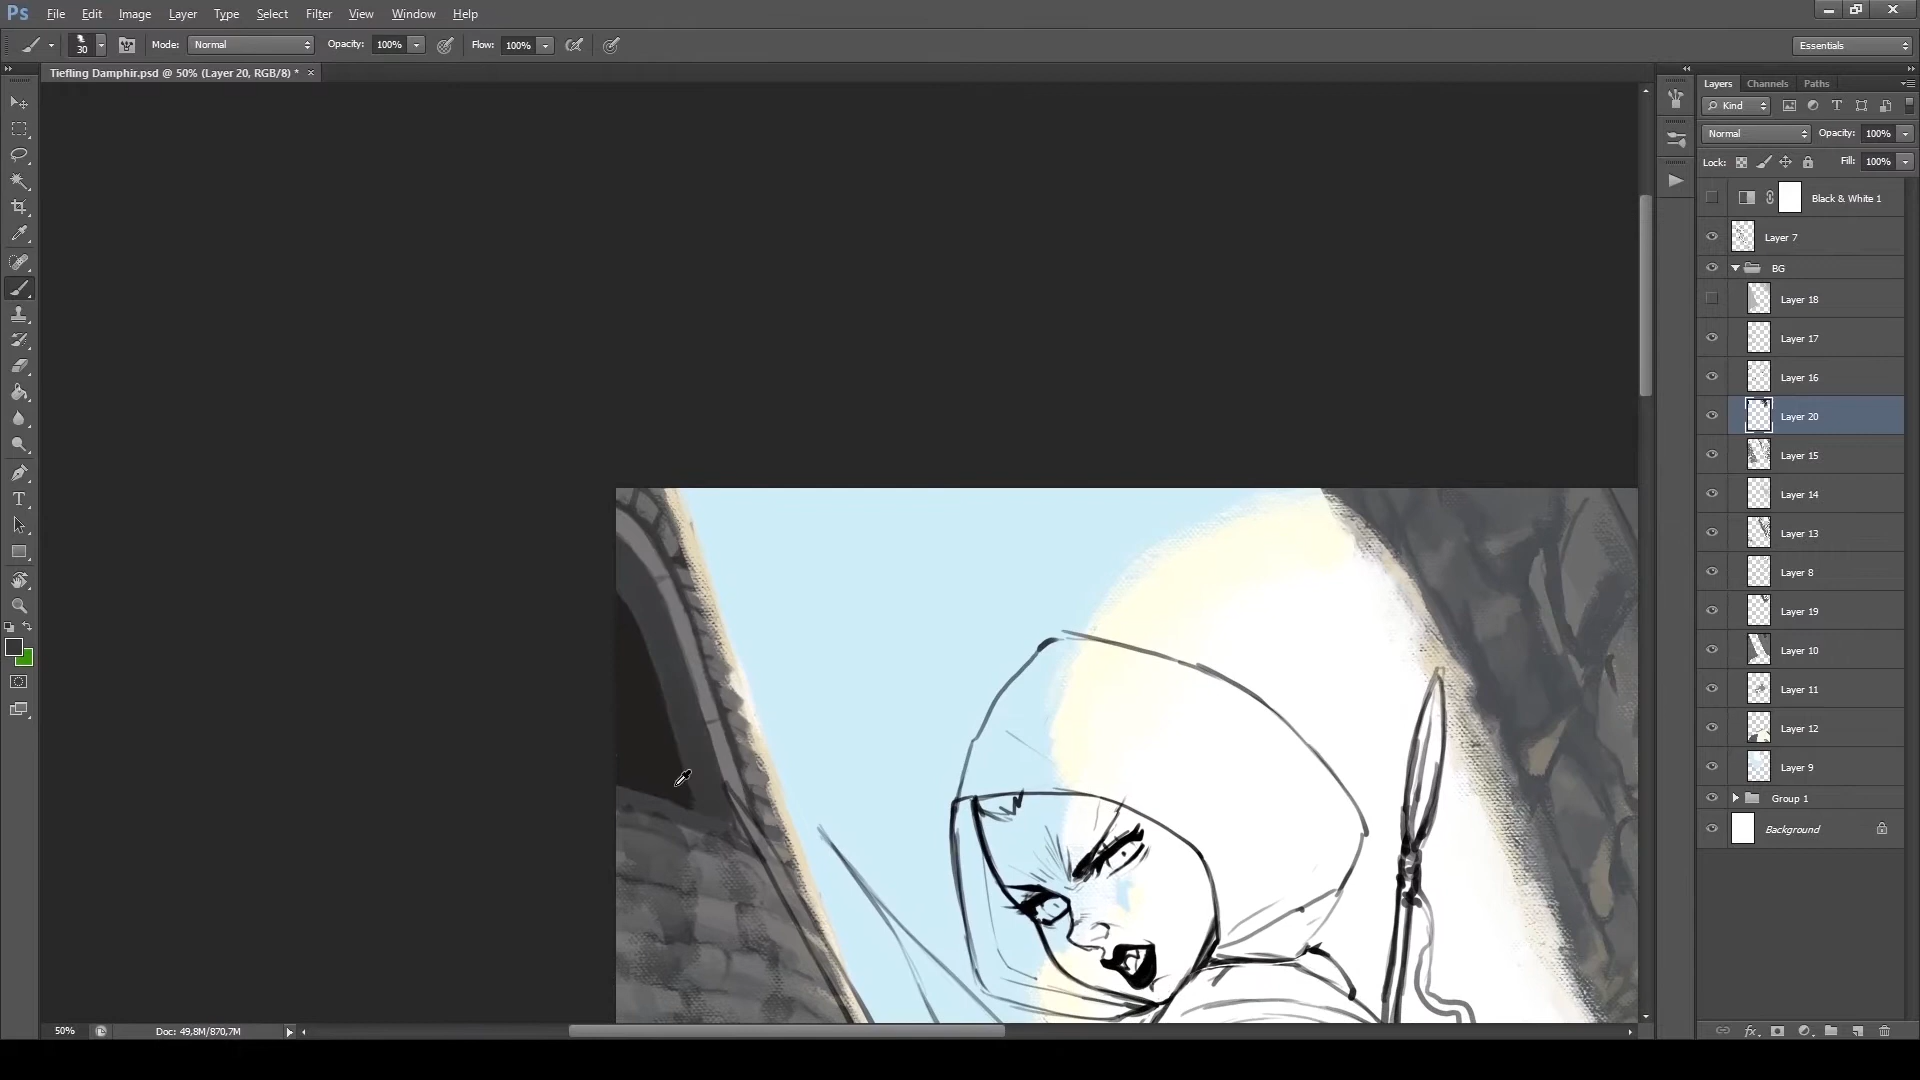 Ps File Edit Image Layer Type Select Filter View Window Help
30 Mode: Normal Opacity: 100% Flow: 100% Essentials
Tiefling Damphir.psd @ 50% (Layer 20, RGB/8) *
Layers Channels Paths
Kind T
Normal Opacity: 100%
Lock: Fill: 100%
Black & White 1
Layer 7
BG
Layer 18
Layer 17
Layer 16
Layer 20
Layer 15
Layer 14
Layer 13
Layer 8
Layer 19
Layer 10
Layer 11
Layer 12
Layer 9
Group 1
Background
50% Doc: 49,8M/870,7M
fx